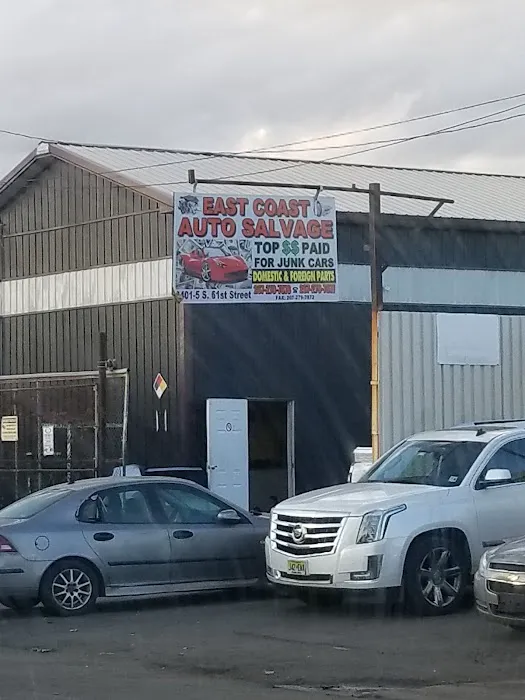 EAST COAST
AUTO SALVAGE
TOP $$ PAID
FOR JUNK CARS
DOMESTIC & FOREIGN PARTS
401-5 S. 61st Street